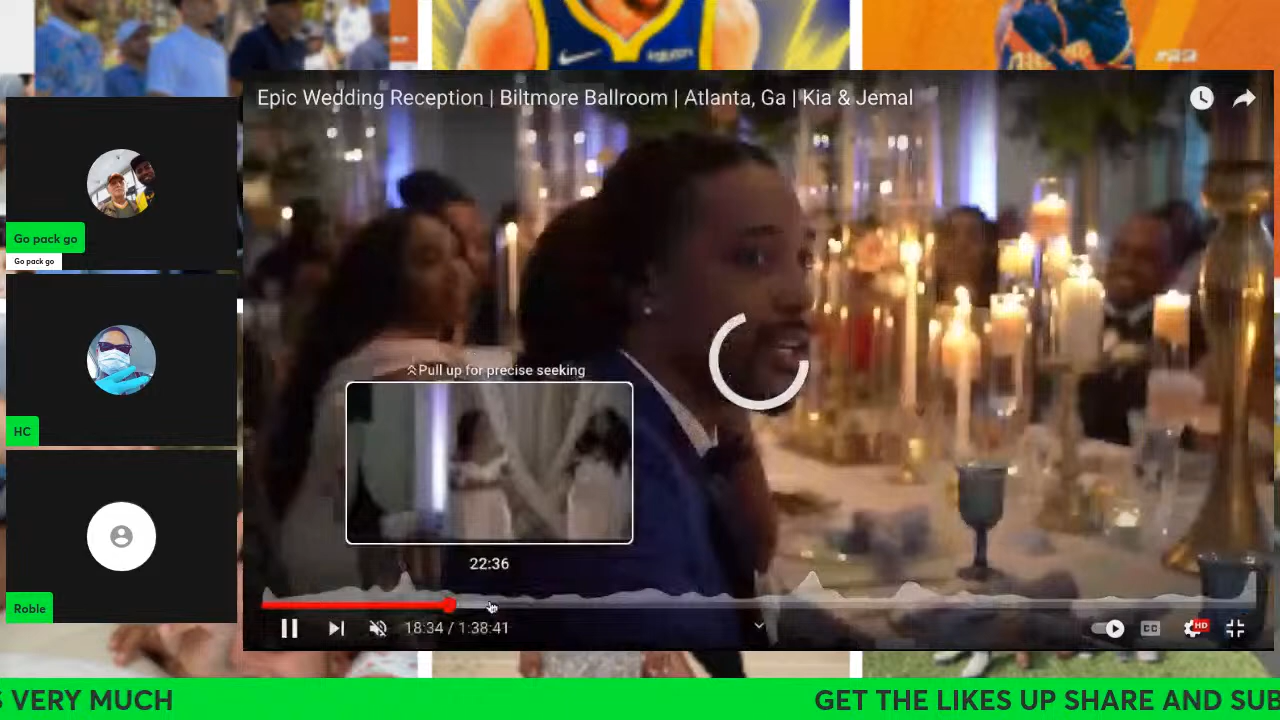 Epic Wedding Reception | Biltmore Ballroom | Atlanta, Ga | Kia & Jemal
Go pack go
Go pack go
HC
Roble
Pull up for precise seeking
22:36
18:34 / 1:38:41
CC
HD
S VERY MUCH
GET THE LIKES UP SHARE AND SUB